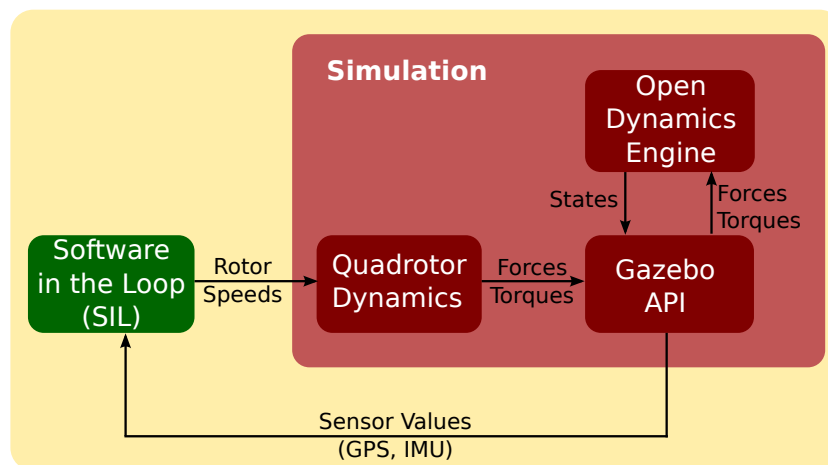 Simulation
Open
Dynamics
Engine
States
Forces
Torques
Software
in the Loop
(SIL)
Rotor
Speeds
Quadrotor
Dynamics
Forces
Torques
Gazebo
API
Sensor Values
(GPS, IMU)